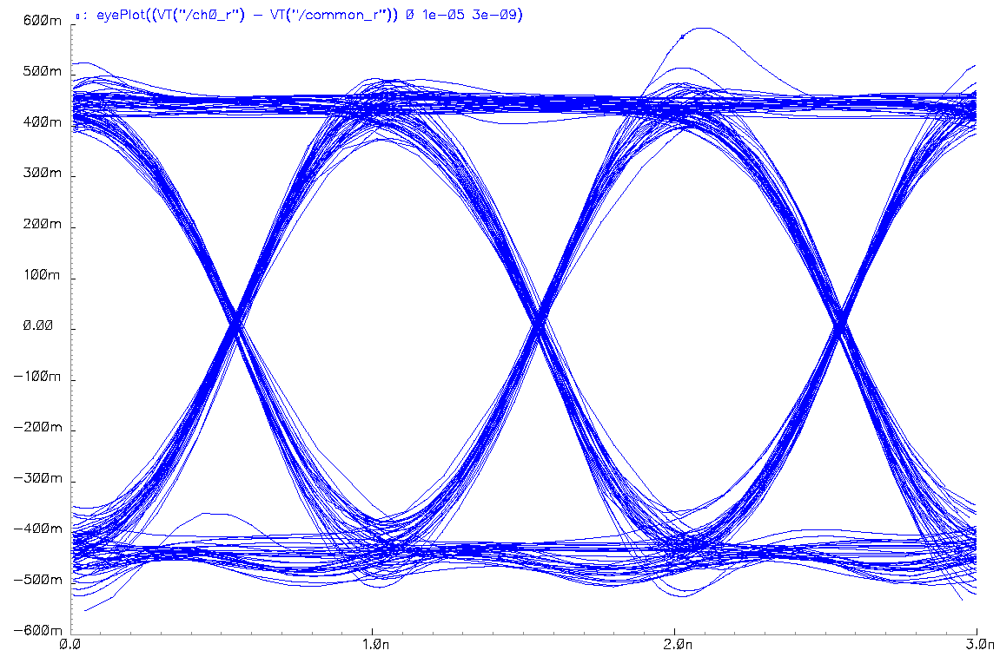 ▫: eyePlot((VT("/ch0_r") - VT("/common_r")) 0 1e-05 3e-09)
600m
500m
400m
300m
200m
100m
0.00
-100m
-200m
-300m
-400m
-500m
-600m
0.0 1.0n 2.0n 3.0n